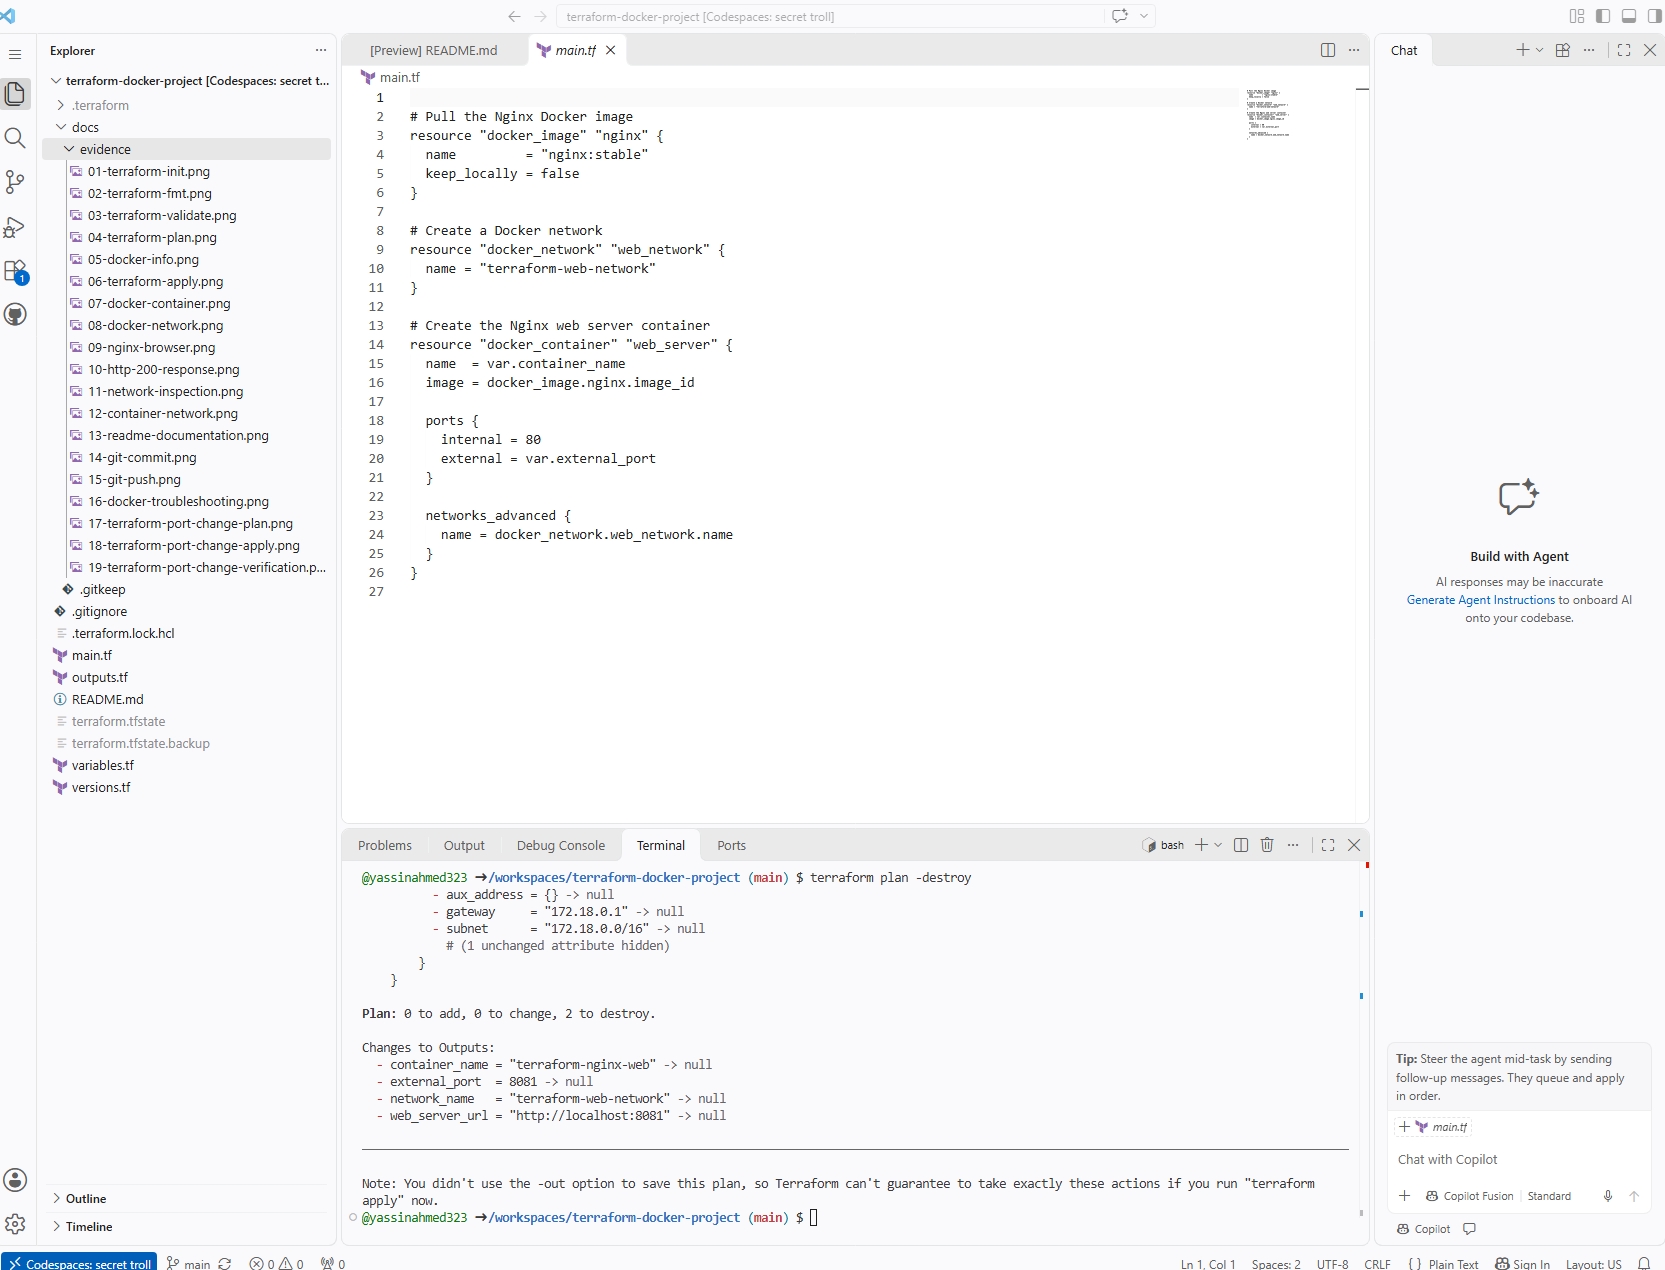 terraform-docker-project [Codespaces: secret troll]
Explorer
terraform-docker-project [Codespaces: secret t...
.terraform
docs
evidence
01-terraform-init.png
02-terraform-fmt.png
03-terraform-validate.png
04-terraform-plan.png
05-docker-info.png
06-terraform-apply.png
07-docker-container.png
08-docker-network.png
09-nginx-browser.png
10-http-200-response.png
11-network-inspection.png
12-container-network.png
13-readme-documentation.png
14-git-commit.png
15-git-push.png
16-docker-troubleshooting.png
17-terraform-port-change-plan.png
18-terraform-port-change-apply.png
19-terraform-port-change-verification.p...
.gitkeep
.gitignore
.terraform.lock.hcl
main.tf
outputs.tf
README.md
terraform.tfstate
terraform.tfstate.backup
variables.tf
versions.tf
Outline
Timeline
1
[Preview] README.md
main.tf
main.tf
1
2 # Pull the Nginx Docker image
3 resource "docker_image" "nginx" {
4   name         = "nginx:stable"
5   keep_locally = false
6 }
7
8 # Create a Docker network
9 resource "docker_network" "web_network" {
10   name = "terraform-web-network"
11 }
12
13 # Create the Nginx web server container
14 resource "docker_container" "web_server" {
15   name  = var.container_name
16   image = docker_image.nginx.image_id
17
18   ports {
19     internal = 80
20     external = var.external_port
21   }
22
23   networks_advanced {
24     name = docker_network.web_network.name
25   }
26 }
27
Problems Output Debug Console Terminal Ports
bash
@yassinahmed323 ➜/workspaces/terraform-docker-project (main) $ terraform plan -destroy
- aux_address = {} -> null
- gateway     = "172.18.0.1" -> null
- subnet      = "172.18.0.0/16" -> null
# (1 unchanged attribute hidden)
}
}
Plan: 0 to add, 0 to change, 2 to destroy.
Changes to Outputs:
- container_name = "terraform-nginx-web" -> null
- external_port  = 8081 -> null
- network_name   = "terraform-web-network" -> null
- web_server_url = "http://localhost:8081" -> null
Note: You didn't use the -out option to save this plan, so Terraform can't guarantee to take exactly these actions if you run "terraform
apply" now.
@yassinahmed323 ➜/workspaces/terraform-docker-project (main) $
Chat
Build with Agent
AI responses may be inaccurate
Generate Agent Instructions to onboard AI
onto your codebase.
Tip: Steer the agent mid-task by sending
follow-up messages. They queue and apply
in order.
main.tf
Chat with Copilot
Copilot Fusion Standard
Copilot
Codespaces: secret troll main 0 0 0
Ln 1, Col 1 Spaces: 2 UTF-8 CRLF {} Plain Text Sign In Layout: US